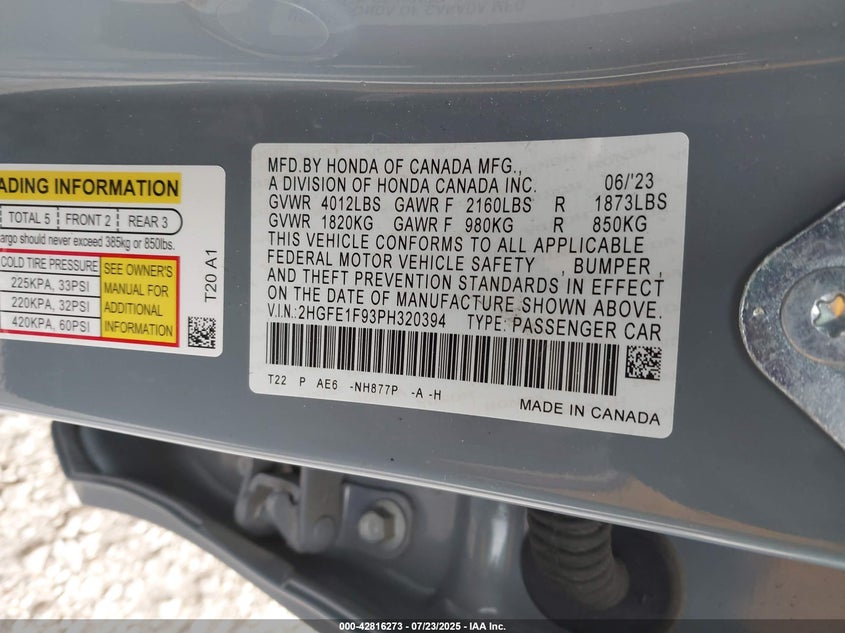 ADING INFORMATION
TOTAL 5 FRONT 2 REAR 3
argo should never exceed 385kg or 850lbs.
COLD TIRE PRESSURE
225KPA, 33PSI
220KPA, 32PSI
420KPA, 60PSI
SEE OWNER'S
MANUAL FOR
ADDITIONAL
INFORMATION
T20 A1
MFD.BY HONDA OF CANADA MFG.,
A DIVISION OF HONDA CANADA INC. 06/'23
GVWR 4012LBS GAWR F 2160LBS R 1873LBS
GVWR 1820KG GAWR F 980KG R 850KG
THIS VEHICLE CONFORMS TO ALL APPLICABLE
FEDERAL MOTOR VEHICLE SAFETY , BUMPER ,
AND THEFT PREVENTION STANDARDS IN EFFECT
ON THE DATE OF MANUFACTURE SHOWN ABOVE.
V.I.N.:2HGFE1F93PH320394 TYPE: PASSENGER CAR
T22 P AE6 -NH877P -A -H
MADE IN CANADA
000-42816273 — 07/23/2025 — IAA Inc.